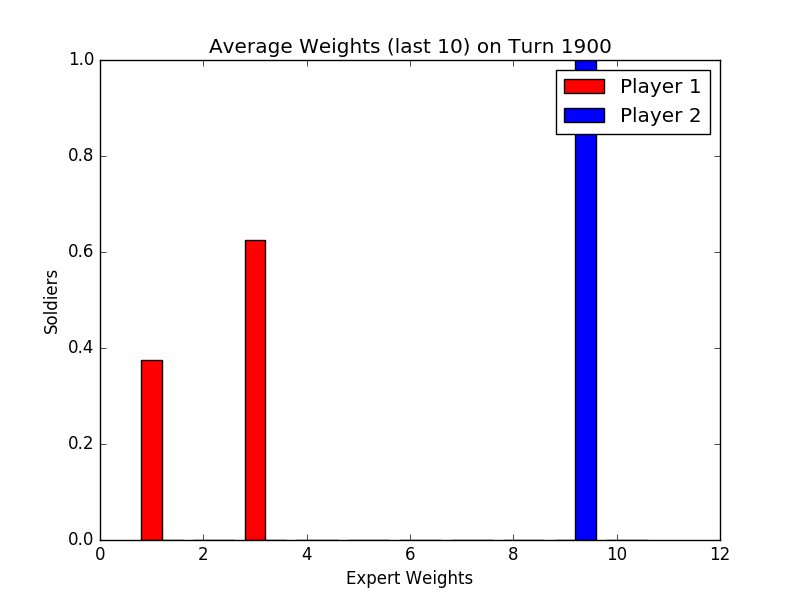 Average Weights (last 10) on Turn 1900
1.0
Player 1
Player 2
0.8
0.6
Soldiers
0.4
0.2
0.0
0 2 4 6 8 10 12
Expert Weights